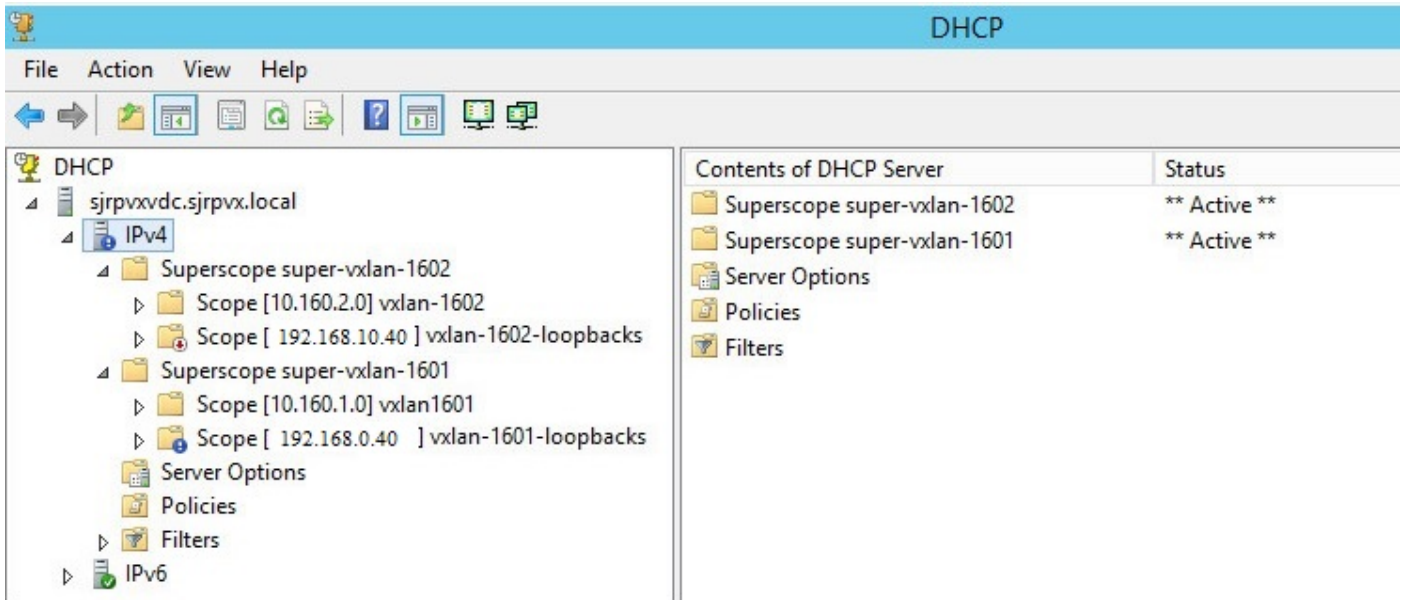 DHCP
File Action View Help
DHCP
sjrpvxvdc.sjrpvx.local
IPv4
Superscope super-vxlan-1602
Scope [10.160.2.0] vxlan-1602
Scope [ 192.168.10.40 ] vxlan-1602-loopbacks
Superscope super-vxlan-1601
Scope [10.160.1.0] vxlan1601
Scope [ 192.168.0.40 ] vxlan-1601-loopbacks
Server Options
Policies
Filters
IPv6
Contents of DHCP Server Status
Superscope super-vxlan-1602 ** Active **
Superscope super-vxlan-1601 ** Active **
Server Options
Policies
Filters